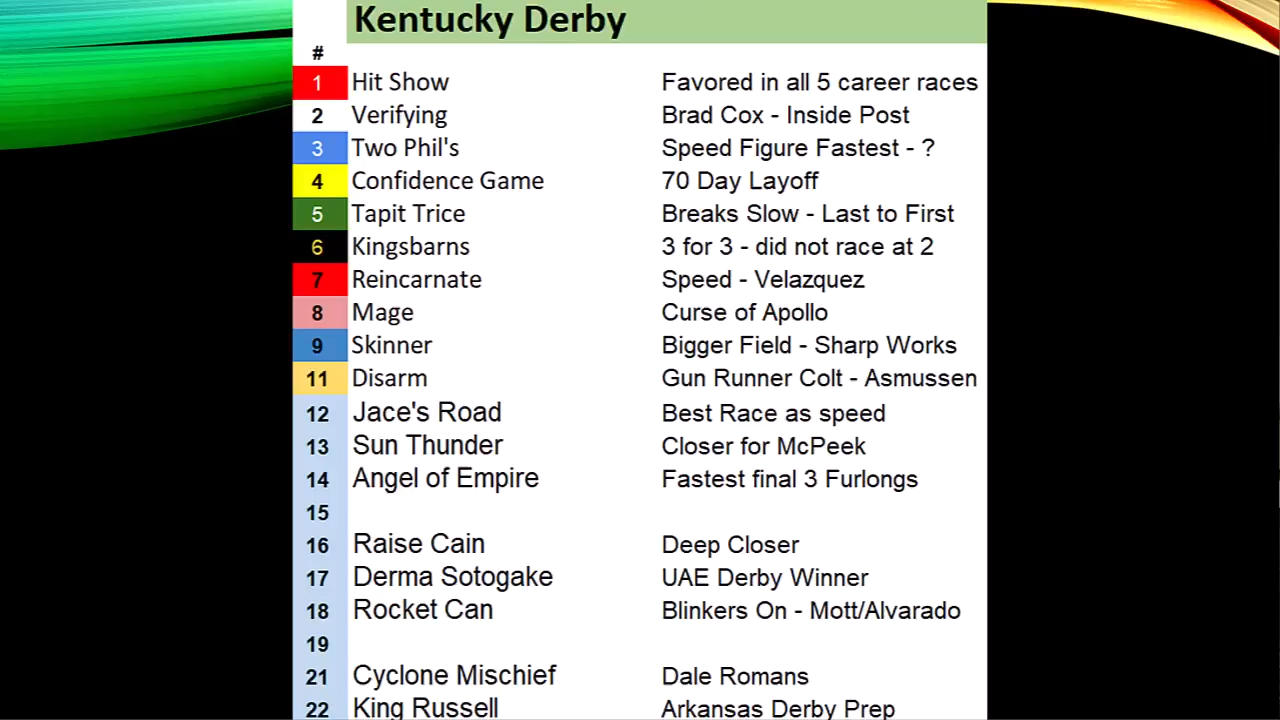 Kentucky Derby
#
1 Hit Show Favored in all 5 career races
2 Verifying Brad Cox - Inside Post
3 Two Phil's Speed Figure Fastest - ?
4 Confidence Game 70 Day Layoff
5 Tapit Trice Breaks Slow - Last to First
6 Kingsbarns 3 for 3 - did not race at 2
7 Reincarnate Speed - Velazquez
8 Mage Curse of Apollo
9 Skinner Bigger Field - Sharp Works
11 Disarm Gun Runner Colt - Asmussen
12 Jace's Road Best Race as speed
13 Sun Thunder Closer for McPeek
14 Angel of Empire Fastest final 3 Furlongs
15
16 Raise Cain Deep Closer
17 Derma Sotogake UAE Derby Winner
18 Rocket Can Blinkers On - Mott/Alvarado
19
21 Cyclone Mischief Dale Romans
22 King Russell Arkansas Derby Prep